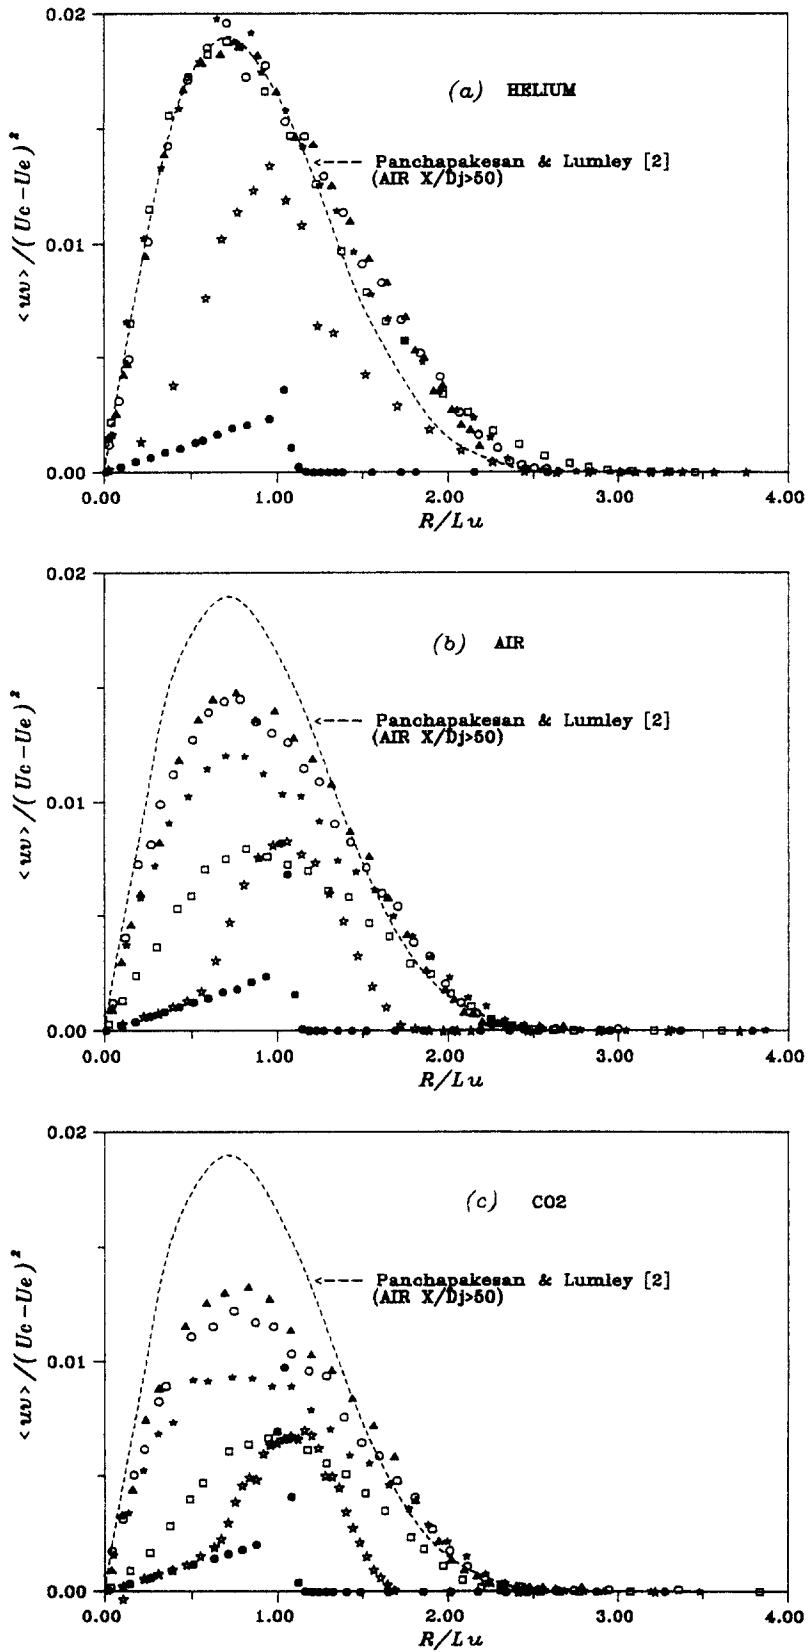 0.02
(a) HELIUM
Panchapakesan & Lumley [2]
(AIR X/Dj>50)
0.01
<uv>/(Uc-Ue)²
0.00
0.00 1.00 2.00 3.00 4.00
R/Lu
0.02
(b) AIR
Panchapakesan & Lumley [2]
(AIR X/Dj>50)
0.01
<uv>/(Uc-Ue)²
0.00
0.00 1.00 2.00 3.00 4.00
R/Lu
0.02
(c) CO2
Panchapakesan & Lumley [2]
(AIR X/Dj>50)
0.01
<uv>/(Uc-Ue)²
0.00
0.00 1.00 2.00 3.00 4.00
R/Lu